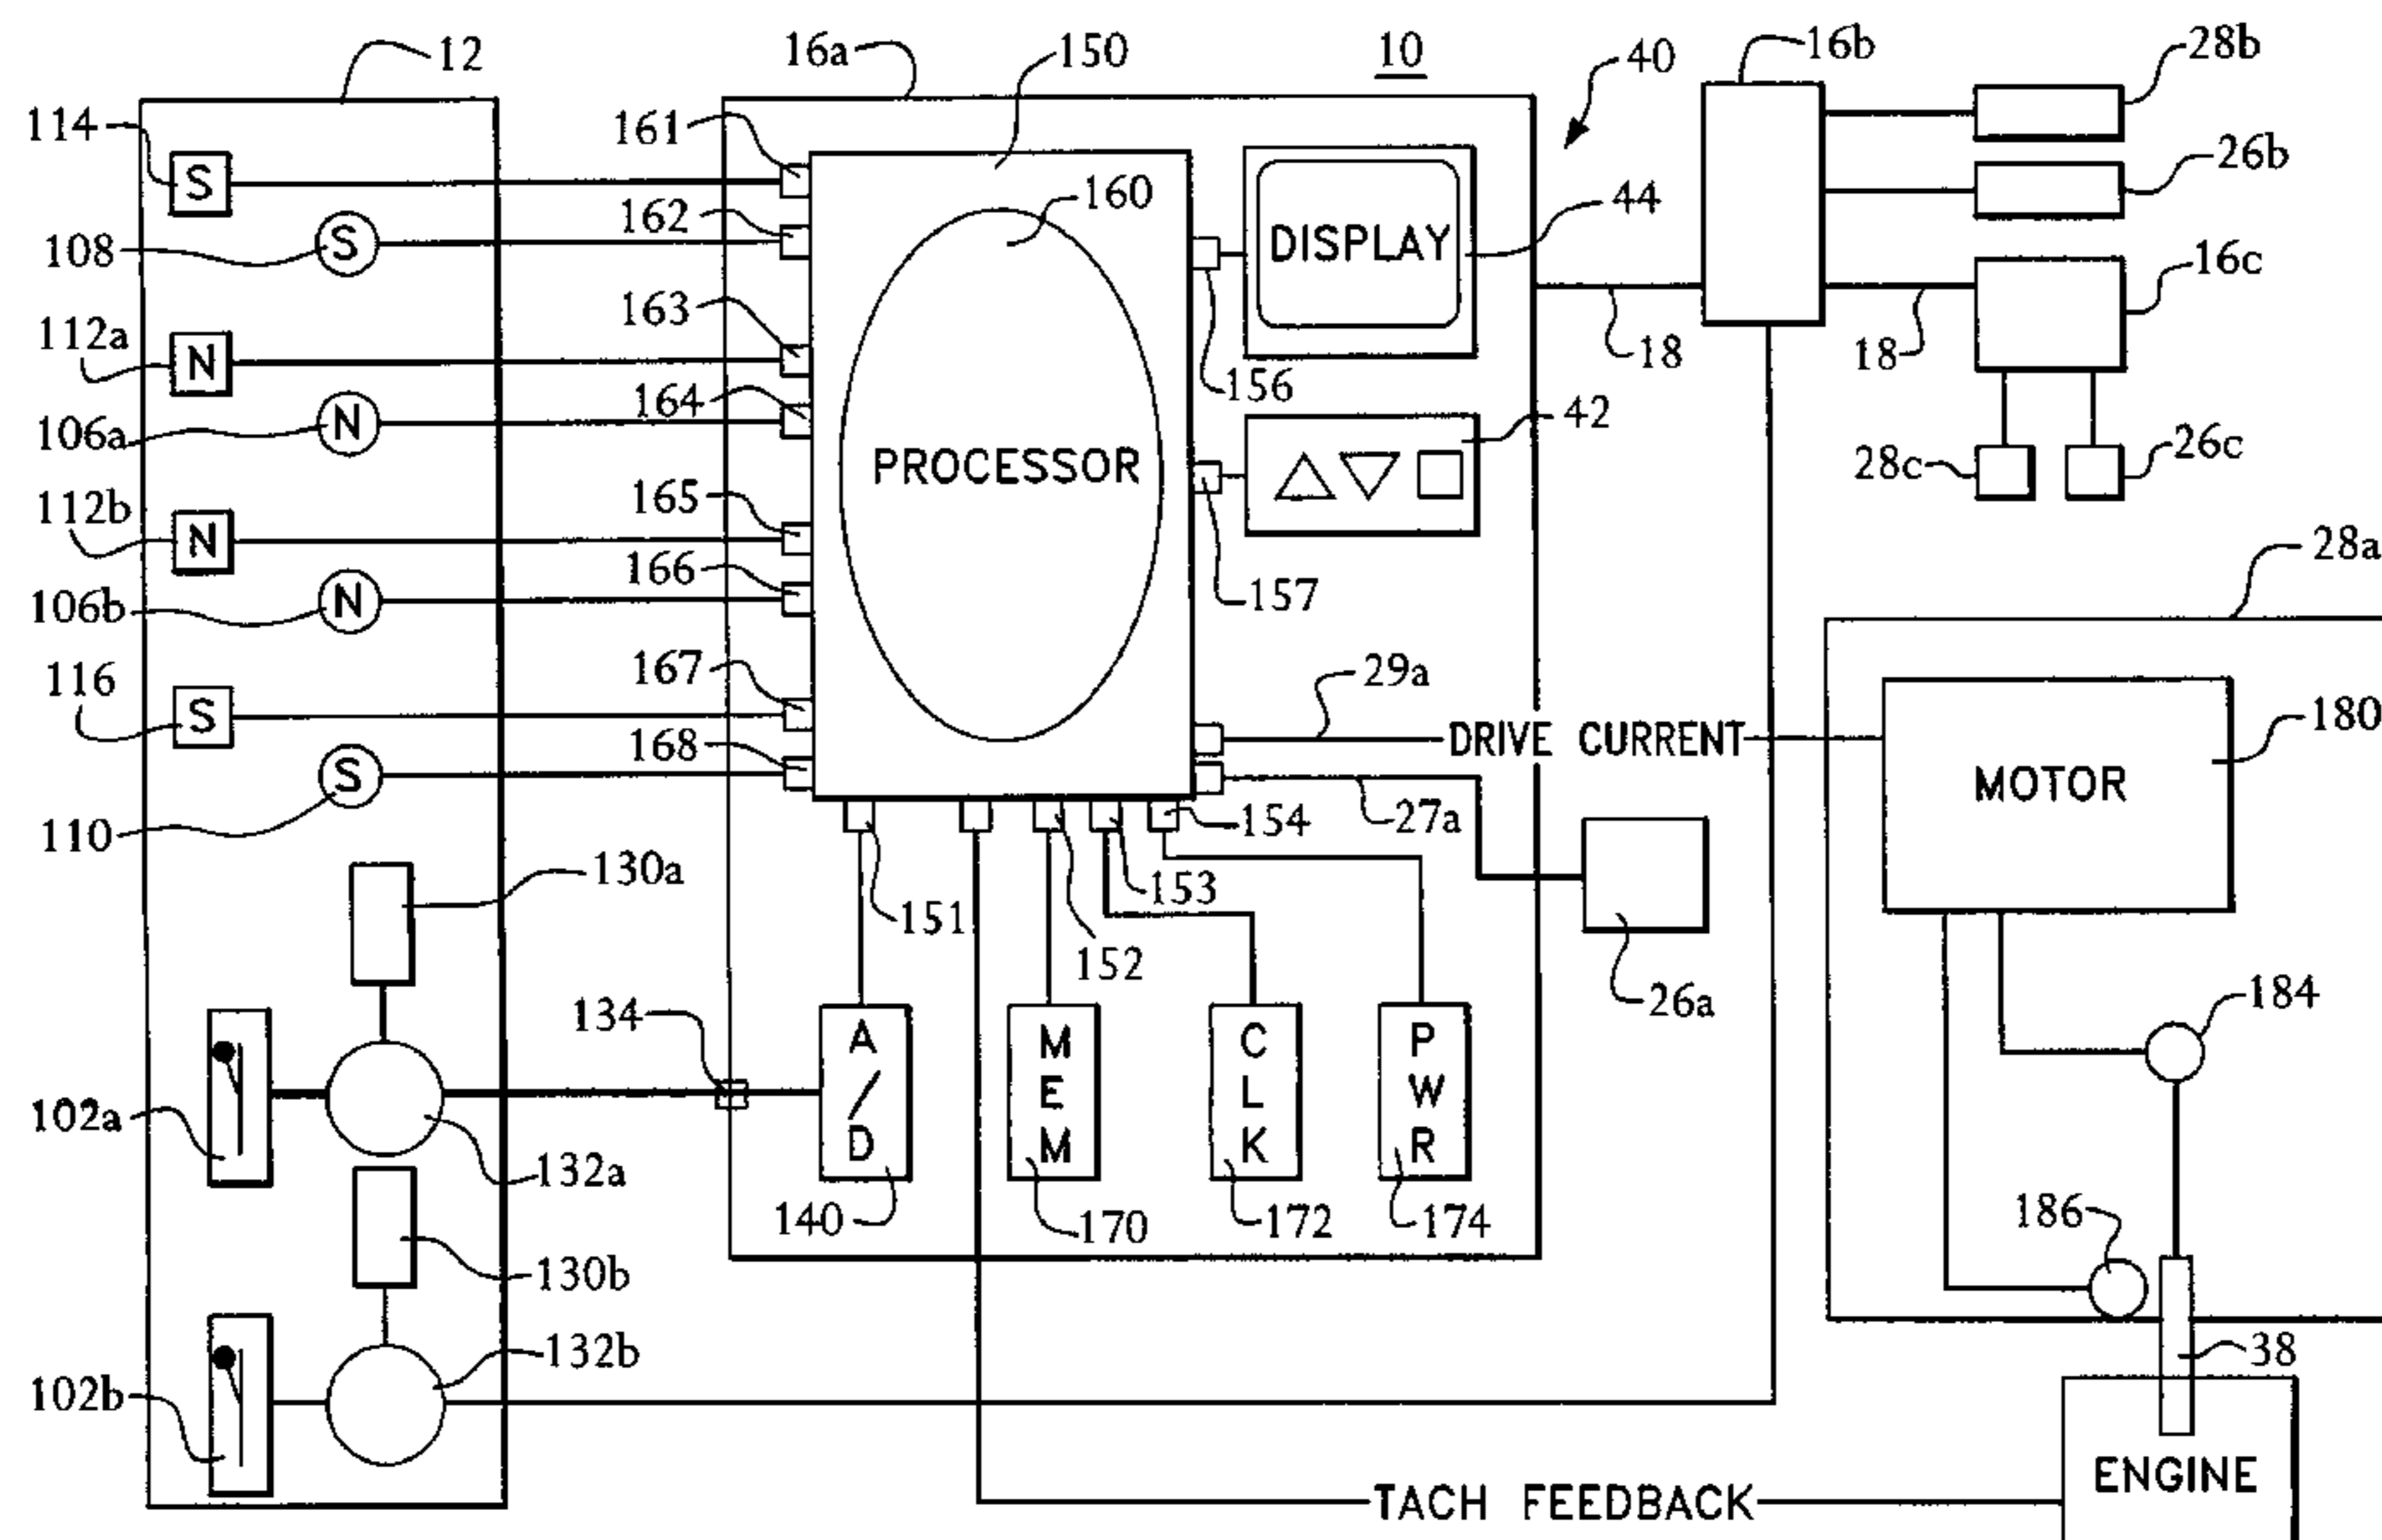 12
16a
150
10
40
16b
28b
114
161
S
26b
162
160
44
108
S
DISPLAY
16c
163
112a
N
18
18
156
164
42
106a
N
PROCESSOR
28c
26c
165
112b
N
166
157
28a
106b
N
167
29a
116
S
180
168
DRIVE CURRENT
S
MOTOR
110
154
27a
130a
153
151
152
26a
184
134
A/D
MEM
CLK
PWR
102a
132a
140
170
172
174
186
130b
132b
38
102b
ENGINE
TACH FEEDBACK